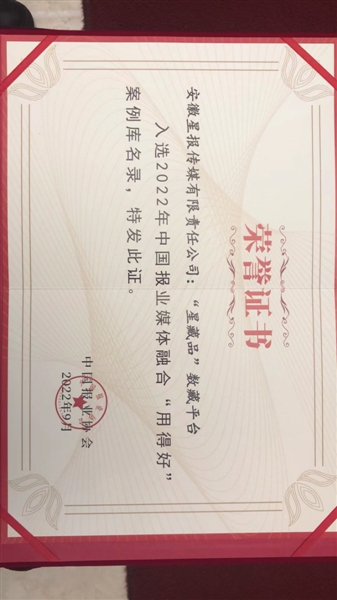 荣誉证书
安徽星报传媒有限责任公司：“星藏品”数藏平台
入选2022年中国报业媒体融合“用得好”
案例库名录，特发此证。
中国报业协会
2022年9月